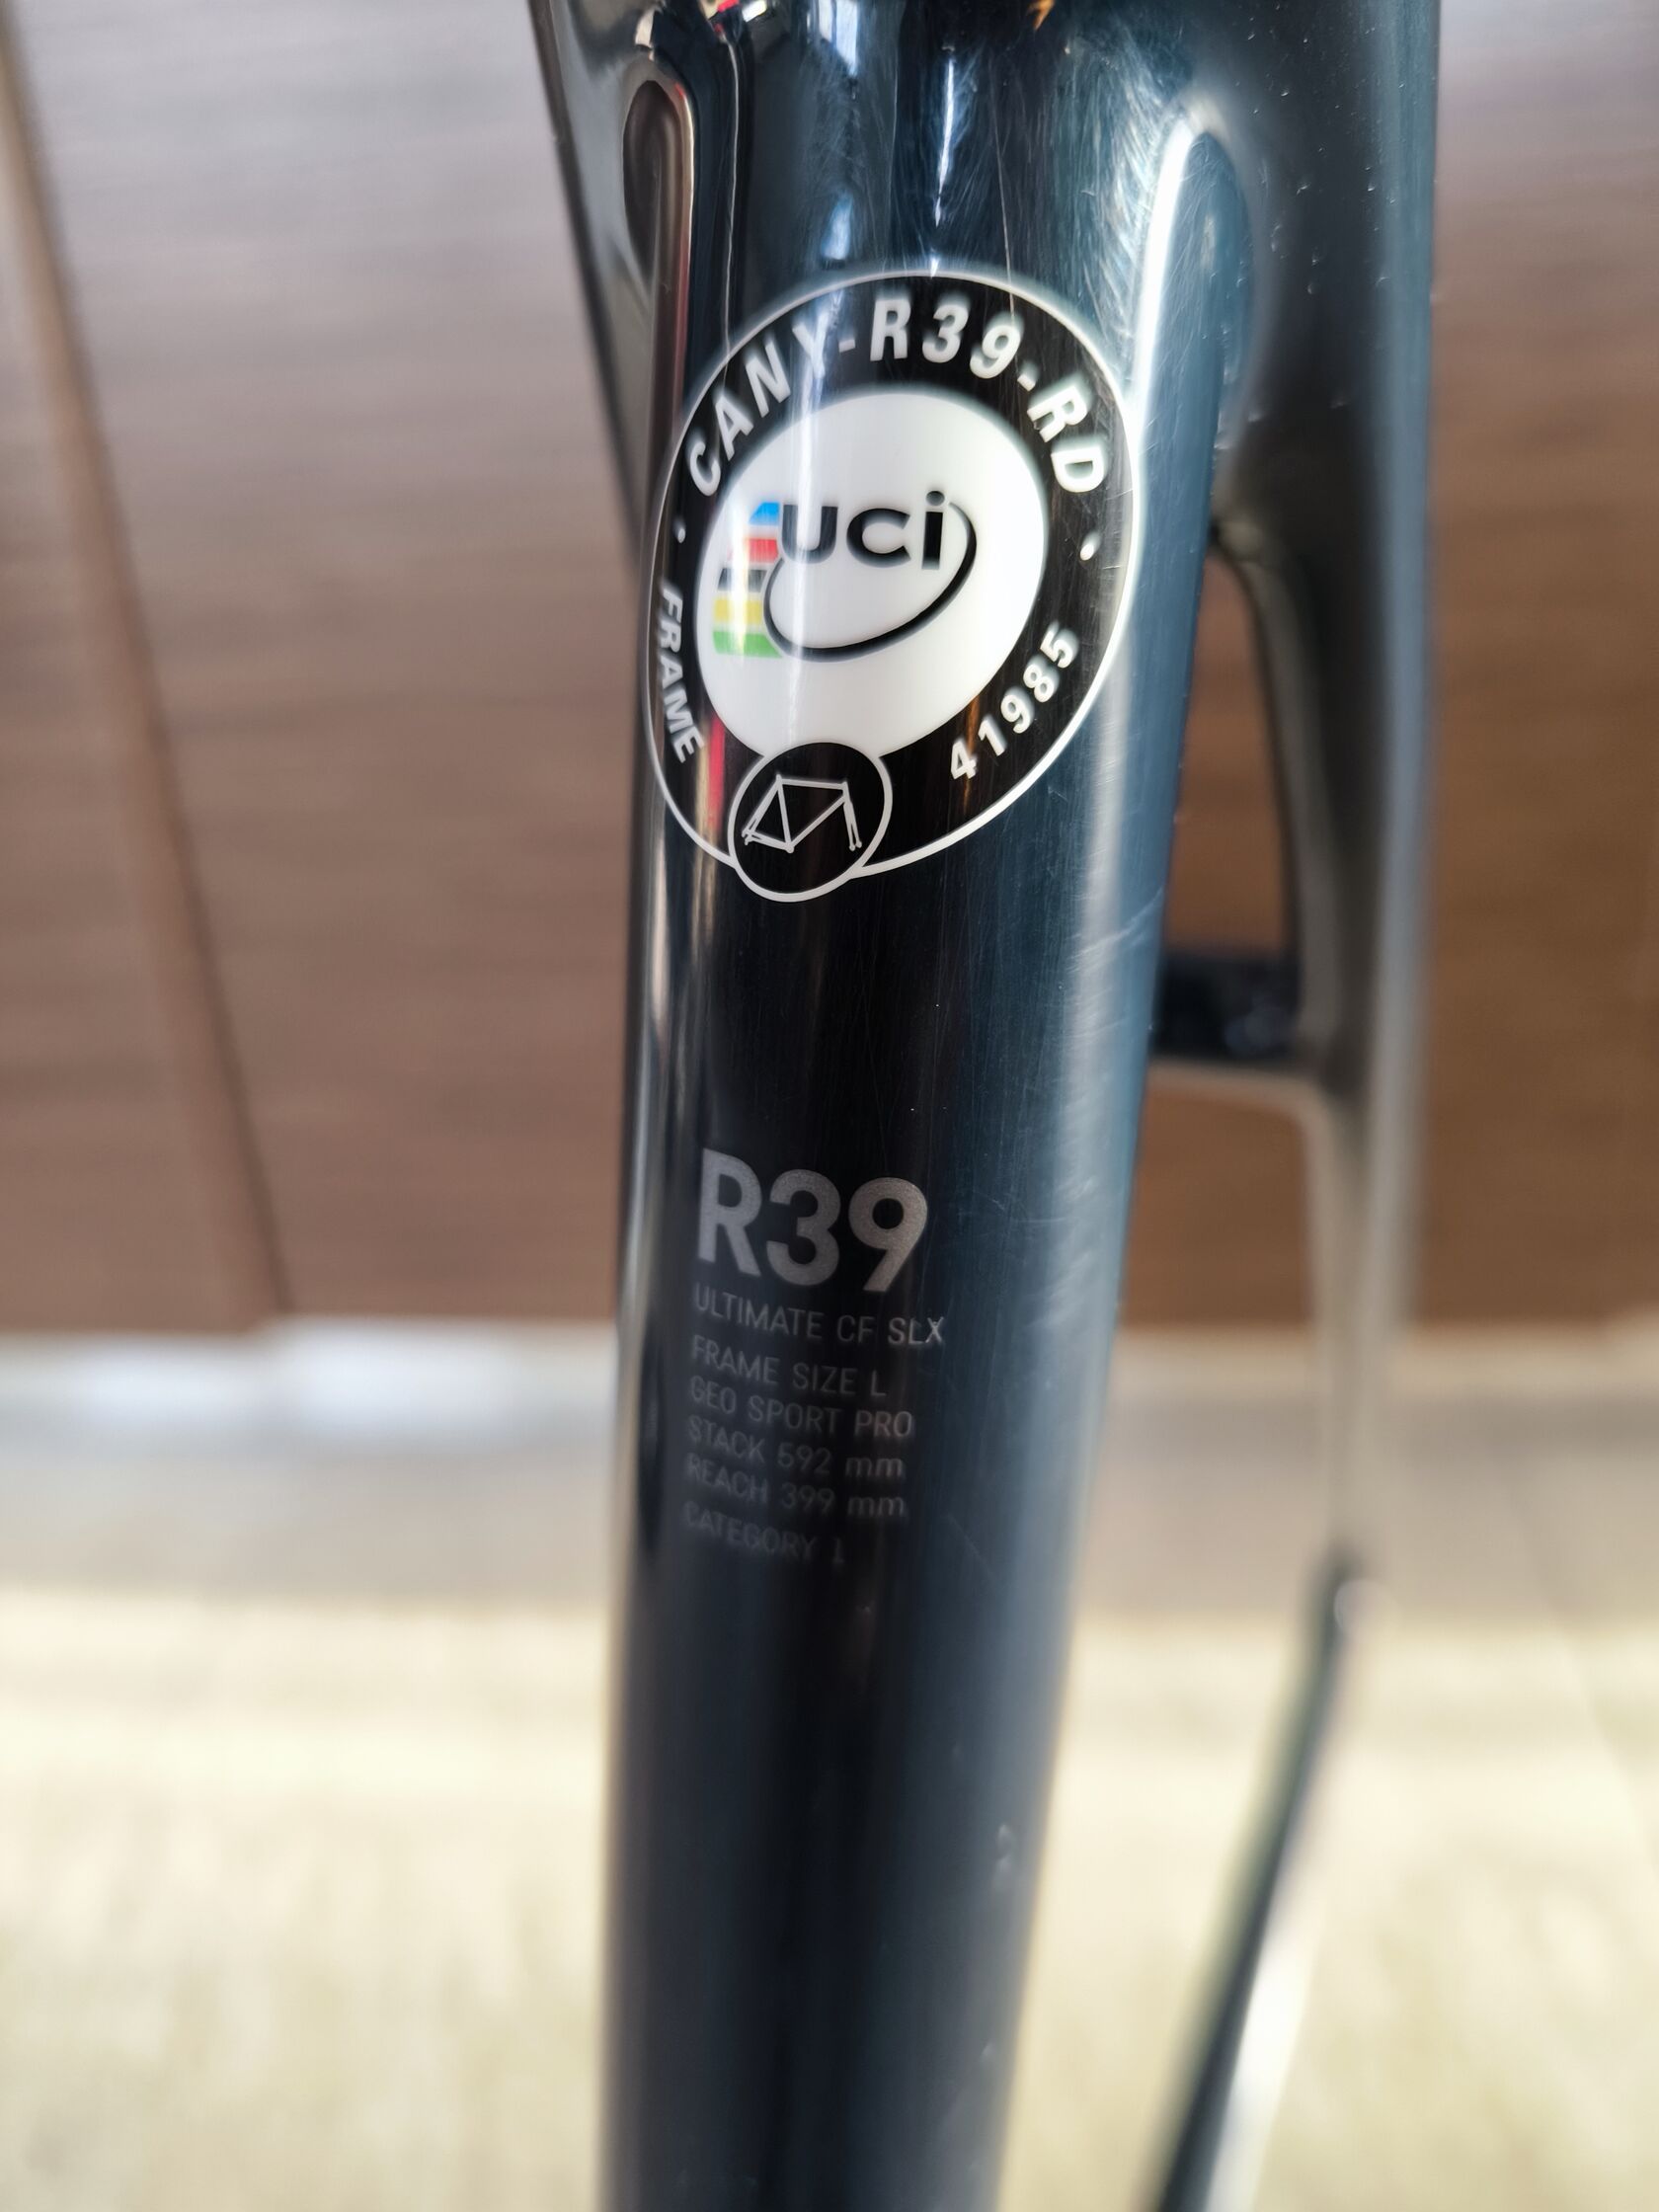 CANY-R39-RD
uci
FRAME
41985
R39
ULTIMATE CF SLX
FRAME SIZE L
GEO SPORT PRO
STACK 592 mm
REACH 399 mm
CATEGORY 1